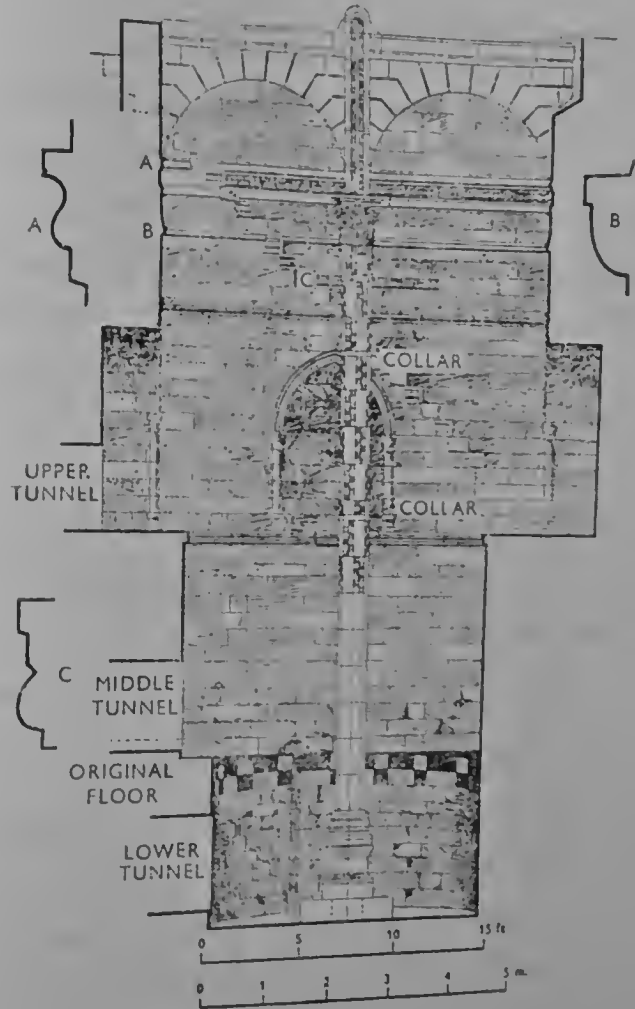 A
A
B
B
C
COLLAR
UPPER
TUNNEL
COLLAR
C
MIDDLE
TUNNEL
ORIGINAL
FLOOR
LOWER
TUNNEL
0 5 10 15 ft
0 1 2 3 4 5 m.